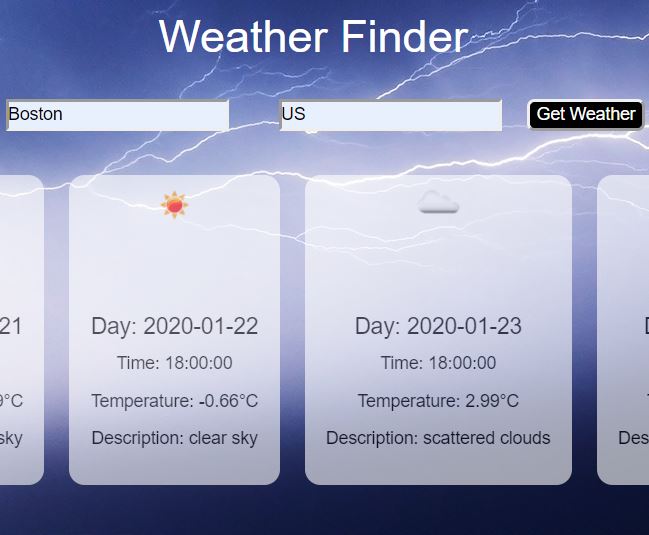 Weather Finder
Boston
US
Get Weather
21
9°C
sky
Day: 2020-01-22
Time: 18:00:00
Temperature: -0.66°C
Description: clear sky
Day: 2020-01-23
Time: 18:00:00
Temperature: 2.99°C
Description: scattered clouds
Des